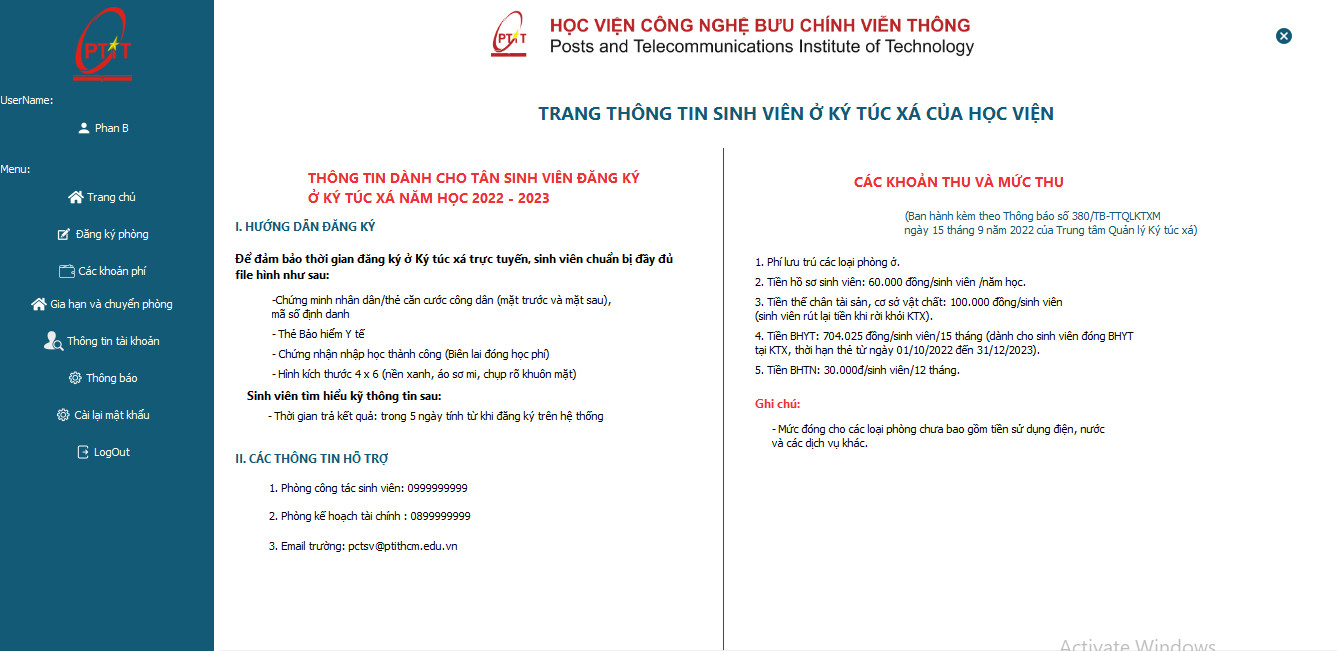 PTIT
UserName:
Phan B
Menu:
Trang chủ
Đăng ký phòng
Các khoản phí
Gia hạn và chuyển phòng
Thông tin tài khoản
Thông báo
Cài lại mật khẩu
LogOut
PTIT
HỌC VIỆN CÔNG NGHỆ BƯU CHÍNH VIỄN THÔNG
Posts and Telecommunications Institute of Technology
TRANG THÔNG TIN SINH VIÊN Ở KÝ TÚC XÁ CỦA HỌC VIỆN
THÔNG TIN DÀNH CHO TÂN SINH VIÊN ĐĂNG KÝ
Ở KÝ TÚC XÁ NĂM HỌC 2022 - 2023
I. HƯỚNG DẪN ĐĂNG KÝ
Để đảm bảo thời gian đăng ký ở Ký túc xá trực tuyến, sinh viên chuẩn bị đầy đủ
file hình như sau:
-Chứng minh nhân dân/thẻ căn cước công dân (mặt trước và mặt sau),
mã số định danh
- Thẻ Bảo hiểm Y tế
- Chứng nhận nhập học thành công (Biên lai đóng học phí)
- Hình kích thước 4 x 6 (nền xanh, áo sơ mi, chụp rõ khuôn mặt)
Sinh viên tìm hiểu kỹ thông tin sau:
- Thời gian trả kết quả: trong 5 ngày tính từ khi đăng ký trên hệ thống
II. CÁC THÔNG TIN HỖ TRỢ
1. Phòng công tác sinh viên: 0999999999
2. Phòng kế hoạch tài chính : 0899999999
3. Email trường: pctsv@ptithcm.edu.vn
CÁC KHOẢN THU VÀ MỨC THU
(Ban hành kèm theo Thông báo số 380/TB-TTQLKTXM
ngày 15 tháng 9 năm 2022 của Trung tâm Quản lý Ký túc xá)
1. Phí lưu trú các loại phòng ở.
2. Tiền hồ sơ sinh viên: 60.000 đồng/sinh viên /năm học.
3. Tiền thế chân tài sản, cơ sở vật chất: 100.000 đồng/sinh viên
(sinh viên rút lại tiền khi rời khỏi KTX).
4. Tiền BHYT: 704.025 đồng/sinh viên/15 tháng (dành cho sinh viên đóng BHYT
tại KTX, thời hạn thẻ từ ngày 01/10/2022 đến 31/12/2023).
5. Tiền BHTN: 30.000đ/sinh viên/12 tháng.
Ghi chú:
- Mức đóng cho các loại phòng chưa bao gồm tiền sử dụng điện, nước
và các dịch vụ khác.
Activate Windows